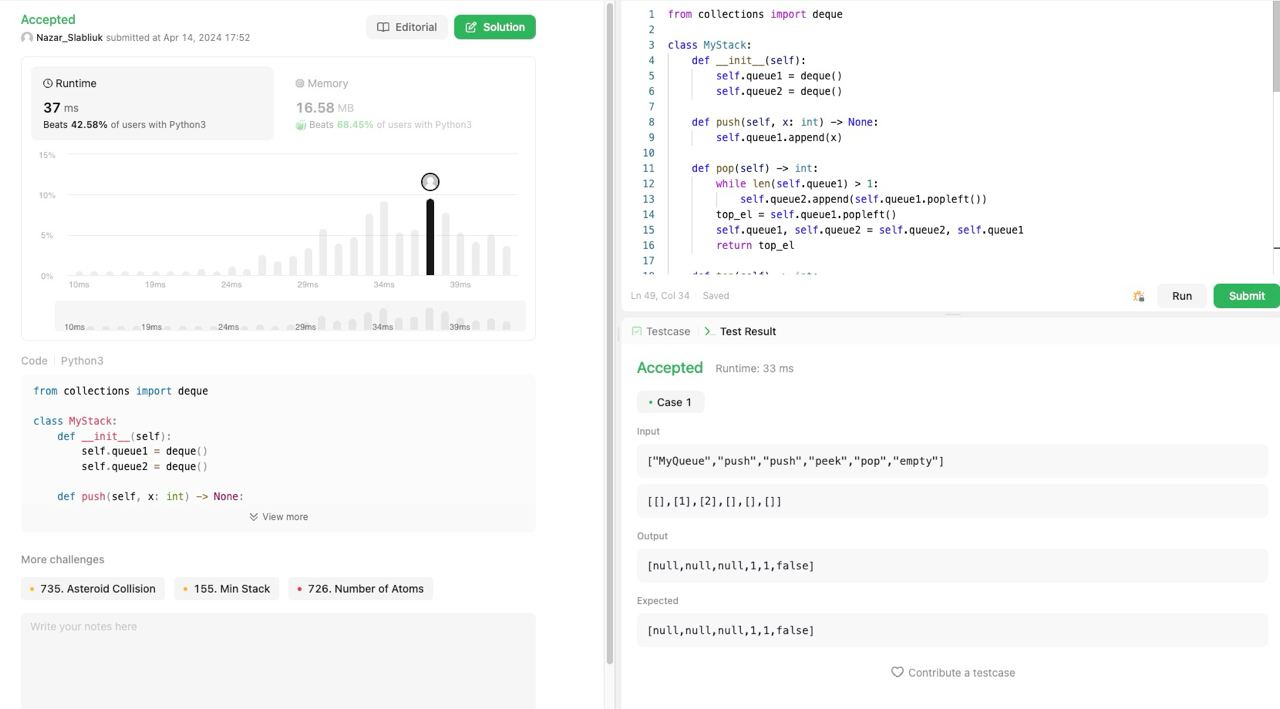 Accepted
Nazar_Slabliuk submitted at Apr 14, 2024 17:52
Editorial
Solution
Runtime
37 ms
Beats 42.58% of users with Python3
Memory
16.58 MB
Beats 68.45% of users with Python3
15%
10%
5%
0%
10ms 19ms 24ms 29ms 34ms 39ms
10ms 19ms 24ms 29ms 34ms 39ms
Code Python3
from collections import deque
class MyStack:
def __init__(self):
self.queue1 = deque()
self.queue2 = deque()
def push(self, x: int) -> None:
View more
More challenges
735. Asteroid Collision
155. Min Stack
726. Number of Atoms
Write your notes here
1 from collections import deque
2
3 class MyStack:
4 def __init__(self):
5 self.queue1 = deque()
6 self.queue2 = deque()
7
8 def push(self, x: int) -> None:
9 self.queue1.append(x)
10
11 def pop(self) -> int:
12 while len(self.queue1) > 1:
13 self.queue2.append(self.queue1.popleft())
14 top_el = self.queue1.popleft()
15 self.queue1, self.queue2 = self.queue2, self.queue1
16 return top_el
17
Ln 49, Col 34 Saved
Run
Submit
Testcase
Test Result
Accepted Runtime: 33 ms
Case 1
Input
["MyQueue","push","push","peek","pop","empty"]
[[],[1],[2],[],[],[]]
Output
[null,null,null,1,1,false]
Expected
[null,null,null,1,1,false]
Contribute a testcase